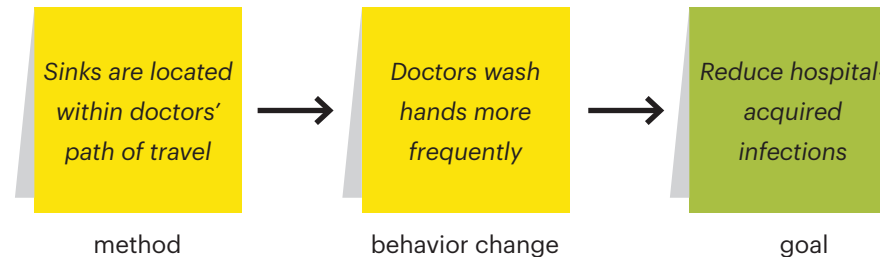 Sinks are located
within doctors’
path of travel
method
Doctors wash
hands more
frequently
behavior change
Reduce hospital-
acquired
infections
goal